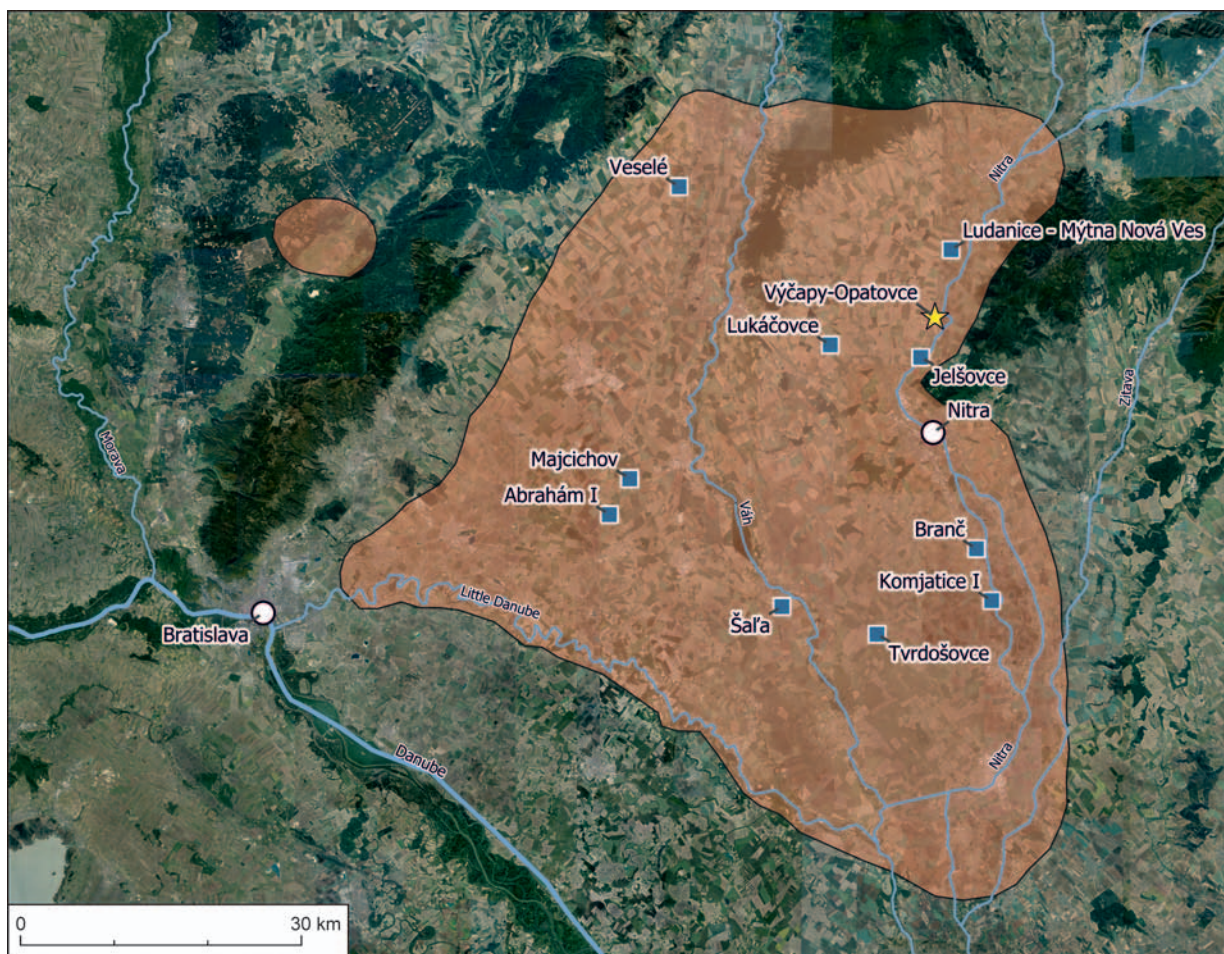 Veselé
Nitra
Ludanice - Mýtna Nová Ves
Výčapy-Opatovce
Lukáčovce
Jelšovce
Zitava
Nitra
Morava
Majcichov
Abrahám I
Váh
Branč
Komjatice I
Little Danube
Bratislava
Šaľa
Tvrdošovce
Nitra
Danube
0 30 km